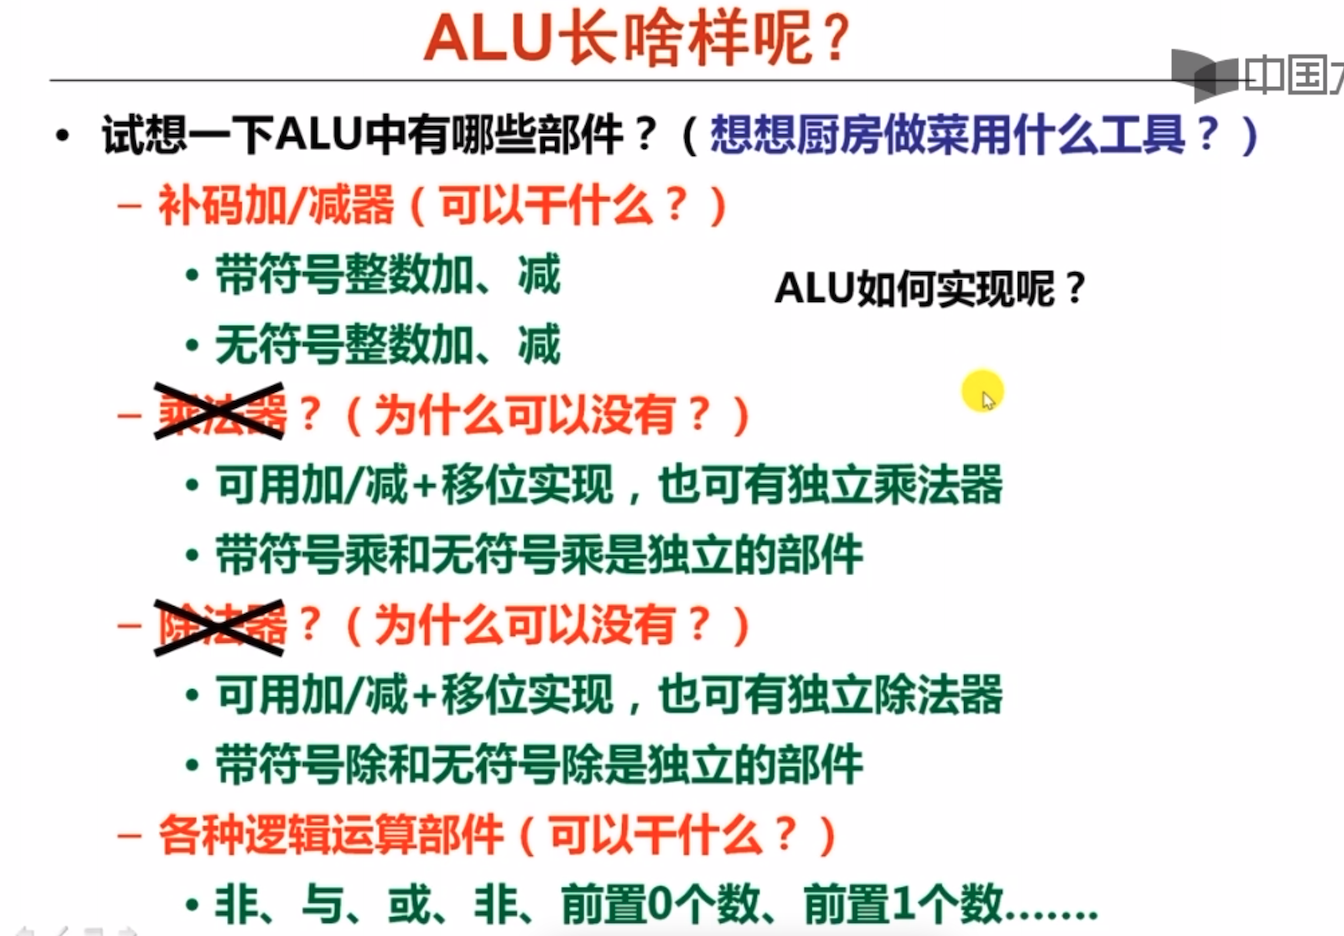 ALU长啥样呢？
中国
• 试想一下ALU中有哪些部件？（想想厨房做菜用什么工具？）
– 补码加/减器（可以干什么？）
• 带符号整数加、减
ALU如何实现呢？
• 无符号整数加、减
– 乘法器？（为什么可以没有？）
• 可用加/减+移位实现，也可有独立乘法器
• 带符号乘和无符号乘是独立的部件
– 除法器？（为什么可以没有？）
• 可用加/减+移位实现，也可有独立除法器
• 带符号除和无符号除是独立的部件
– 各种逻辑运算部件（可以干什么？）
• 非、与、或、非、前置0个数、前置1个数.......